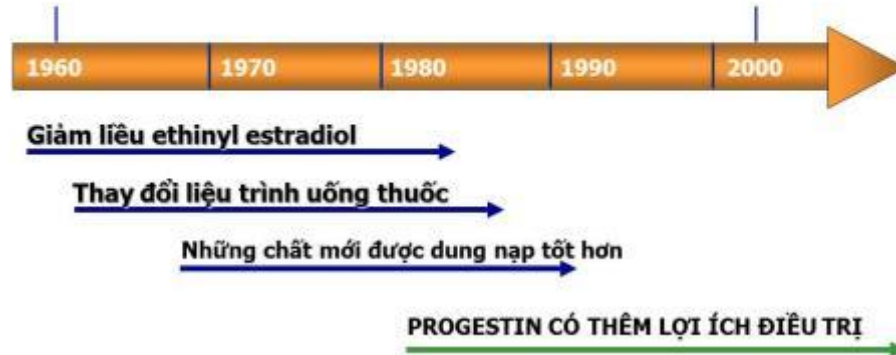 1960 1970 1980 1990 2000
Giảm liều ethinyl estradiol
Thay đổi liệu trình uống thuốc
Những chất mới được dung nạp tốt hơn
PROGESTIN CÓ THÊM LỢI ÍCH ĐIỀU TRỊ